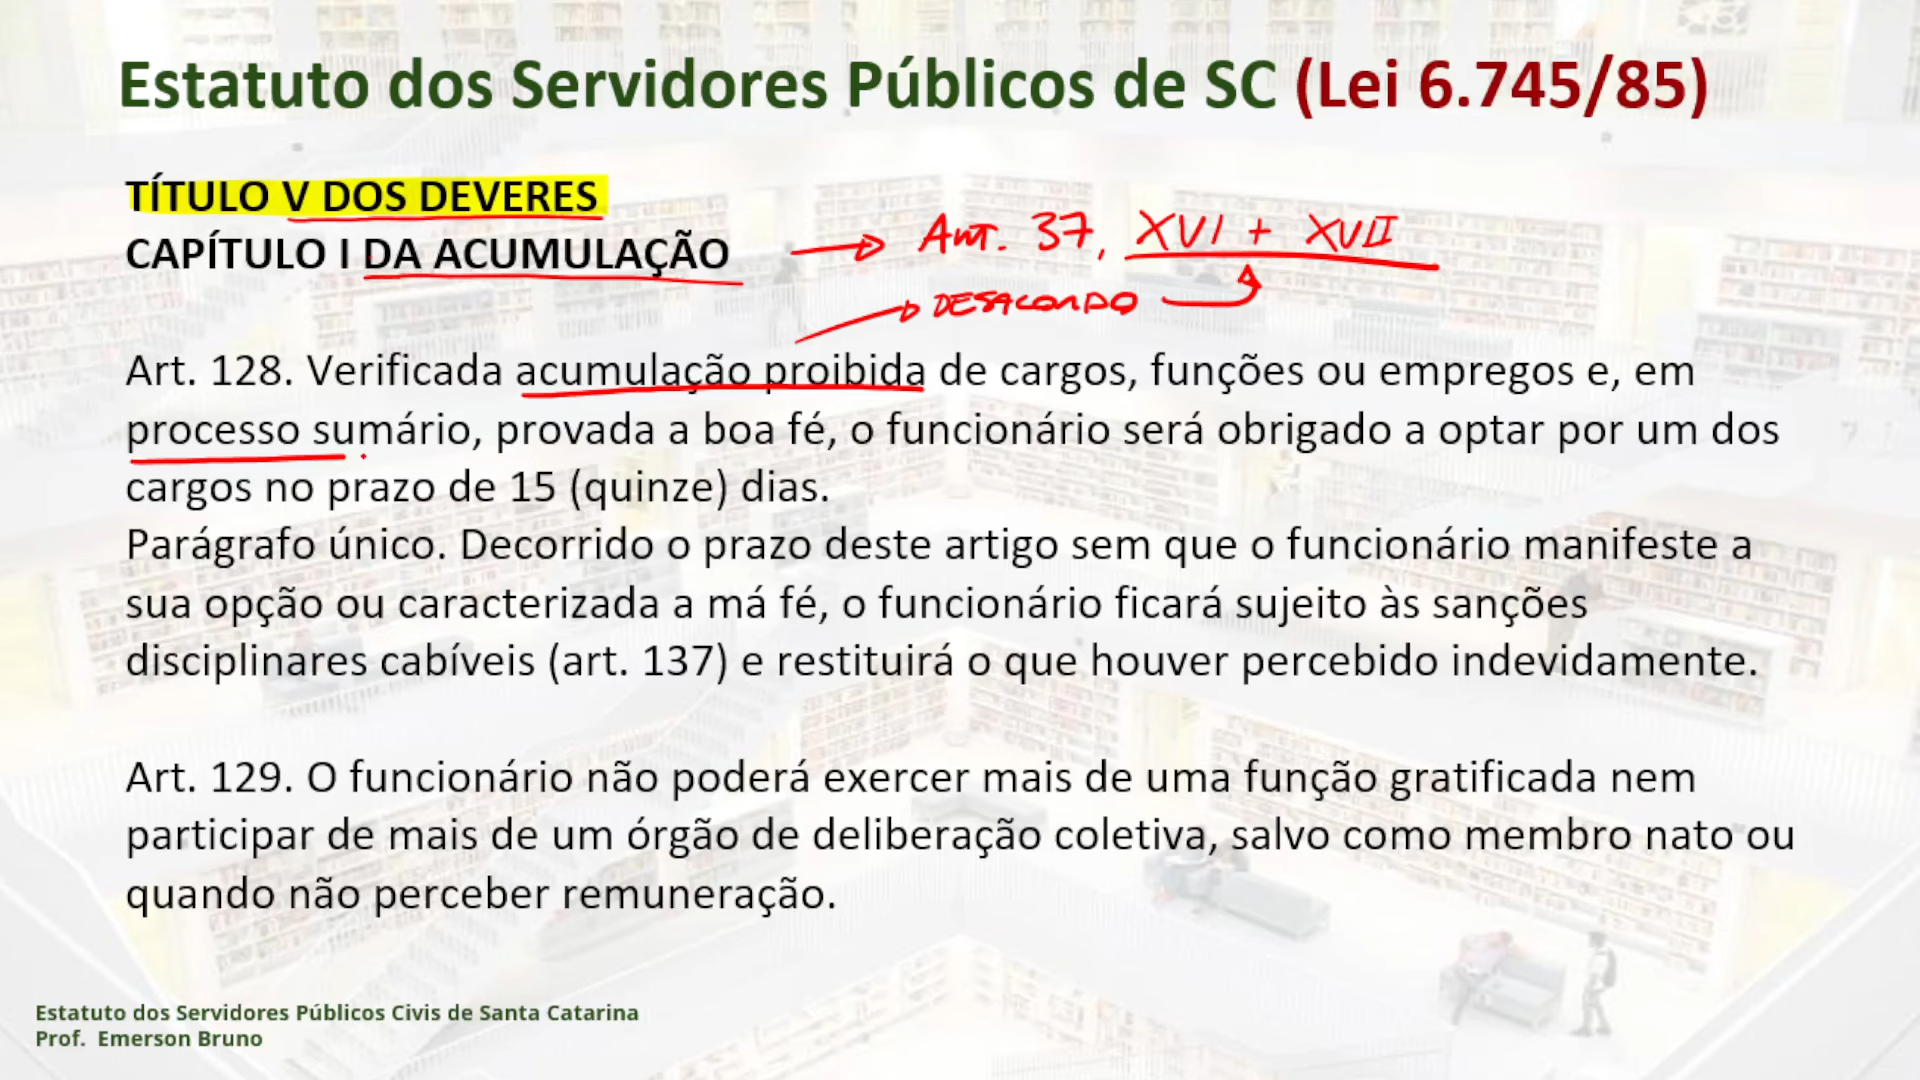 Estatuto dos Servidores Públicos de SC (Lei 6.745/85)
TÍTULO V DOS DEVERES
CAPÍTULO I DA ACUMULAÇÃO
ART. 37, XVI + XVII
DESACORDO
Art. 128. Verificada acumulação proibida de cargos, funções ou empregos e, em
processo sumário, provada a boa fé, o funcionário será obrigado a optar por um dos
cargos no prazo de 15 (quinze) dias.
Parágrafo único. Decorrido o prazo deste artigo sem que o funcionário manifeste a
sua opção ou caracterizada a má fé, o funcionário ficará sujeito às sanções
disciplinares cabíveis (art. 137) e restituirá o que houver percebido indevidamente.
Art. 129. O funcionário não poderá exercer mais de uma função gratificada nem
participar de mais de um órgão de deliberação coletiva, salvo como membro nato ou
quando não perceber remuneração.
Estatuto dos Servidores Públicos Civis de Santa Catarina
Prof. Emerson Bruno